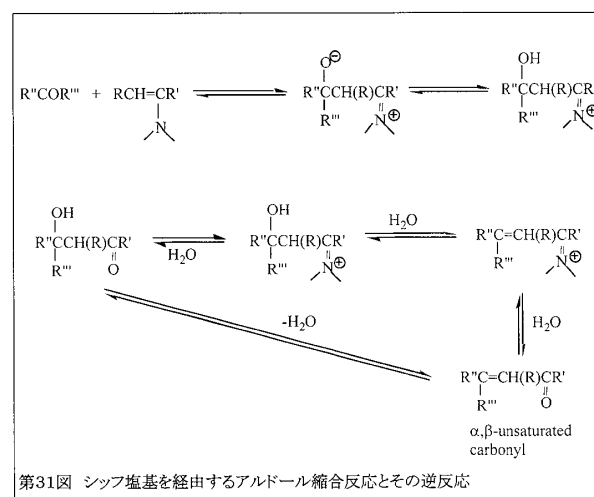 R''COR''' + RCH=CR' N
O⊖ R''CCH(R)CR' R''' N⊕
OH R''CCH(R)CR R''' N⊕
OH R''CCH(R)CR' R''' O
H₂O
OH R''CCH(R)CR' R''' N⊕
H₂O
R''C=CH(R)CR' R''' N⊕
-H₂O
H₂O
R''C=CH(R)CR' R''' O
α,β-unsaturated
carbonyl
第31図 シッフ塩基を経由するアルドール縮合反応とその逆反応